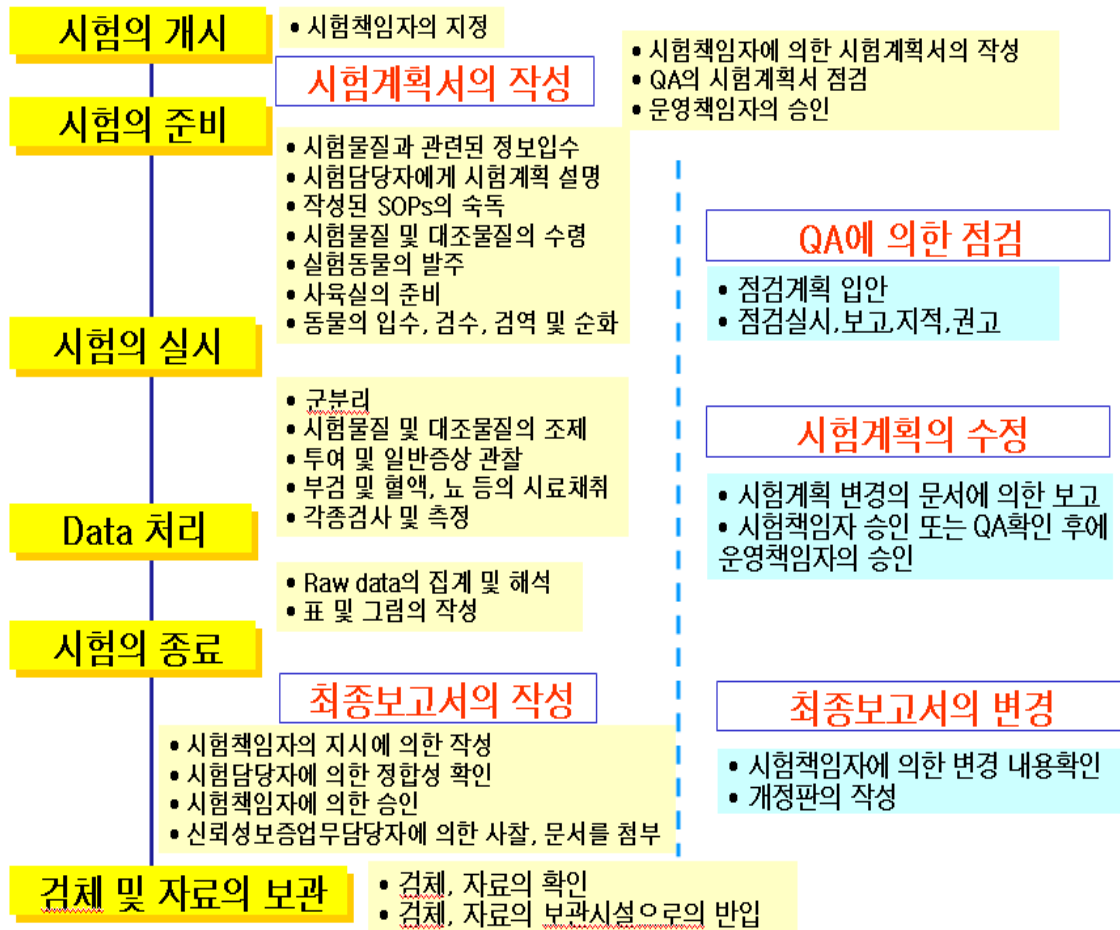 시험의 개시
• 시험책임자의 지정
시험계획서의 작성
• 시험책임자에 의한 시험계획서의 작성
• QA의 시험계획서 점검
• 운영책임자의 승인
시험의 준비
• 시험물질과 관련된 정보입수
• 시험담당자에게 시험계획 설명
• 작성된 SOPs의 숙독
• 시험물질 및 대조물질의 수령
• 실험동물의 발주
• 사육실의 준비
• 동물의 입수, 검수, 검역 및 순화
QA에 의한 점검
• 점검계획 입안
• 점검실시,보고,지적,권고
시험의 실시
• 군분리
• 시험물질 및 대조물질의 조제
• 투여 및 일반증상 관찰
• 부검 및 혈액, 뇨 등의 시료채취
• 각종검사 및 측정
시험계획의 수정
• 시험계획 변경의 문서에 의한 보고
• 시험책임자 승인 또는 QA확인 후에
운영책임자의 승인
Data 처리
• Raw data의 집계 및 해석
• 표 및 그림의 작성
시험의 종료
최종보고서의 작성
• 시험책임자의 지시에 의한 작성
• 시험담당자에 의한 정합성 확인
• 시험책임자에 의한 승인
• 신뢰성보증업무담당자에 의한 사찰, 문서를 첨부
최종보고서의 변경
• 시험책임자에 의한 변경 내용확인
• 개정판의 작성
검체 및 자료의 보관
• 검체, 자료의 확인
• 검체, 자료의 보관시설으로의 반입